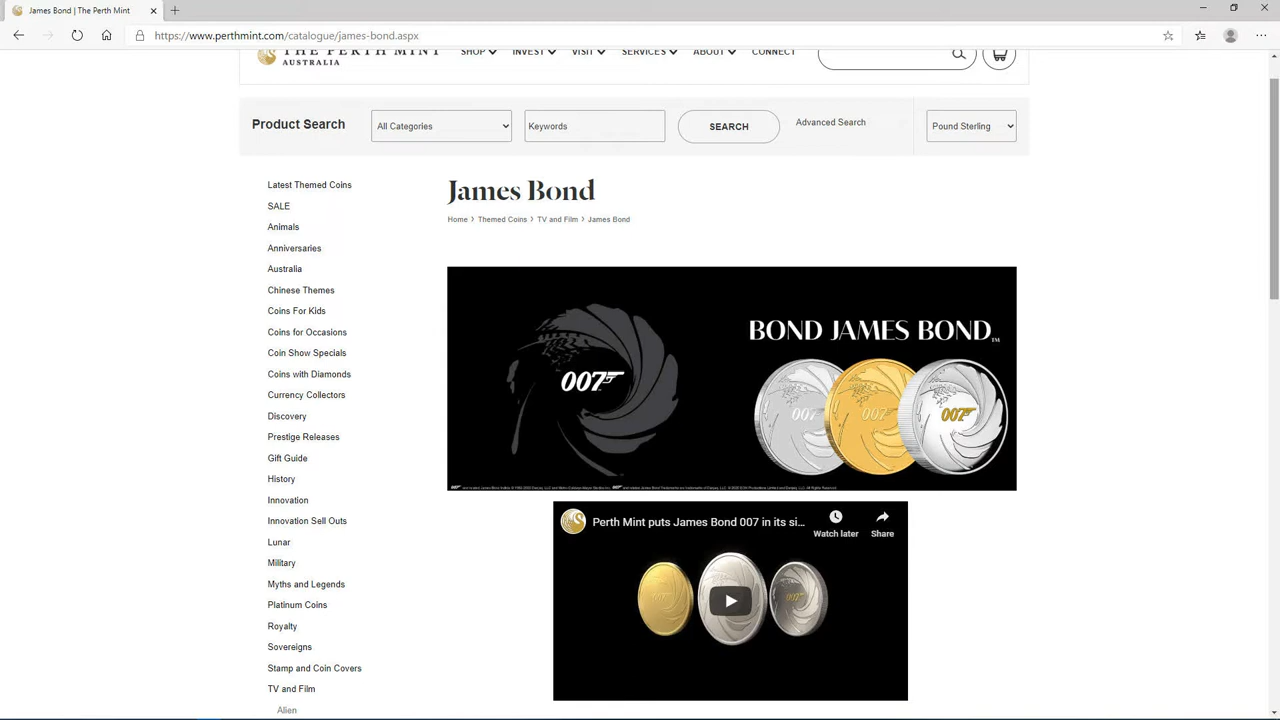 James Bond | The Perth Mint
https://www.perthmint.com/catalogue/james-bond.aspx
THE PERTH MINT
AUSTRALIA
SHOP
INVEST
VISIT
SERVICES
ABOUT
CONNECT
Product Search
All Categories
Keywords
SEARCH
Advanced Search
Pound Sterling
Latest Themed Coins
SALE
Animals
Anniversaries
Australia
Chinese Themes
Coins For Kids
Coins for Occasions
Coin Show Specials
Coins with Diamonds
Currency Collectors
Discovery
Prestige Releases
Gift Guide
History
Innovation
Innovation Sell Outs
Lunar
Military
Myths and Legends
Platinum Coins
Royalty
Sovereigns
Stamp and Coin Covers
TV and Film
Alien
James Bond
Home > Themed Coins > TV and Film > James Bond
007
BOND JAMES BOND™
007
007
007
Perth Mint puts James Bond 007 in its si...
Watch later
Share
007
007